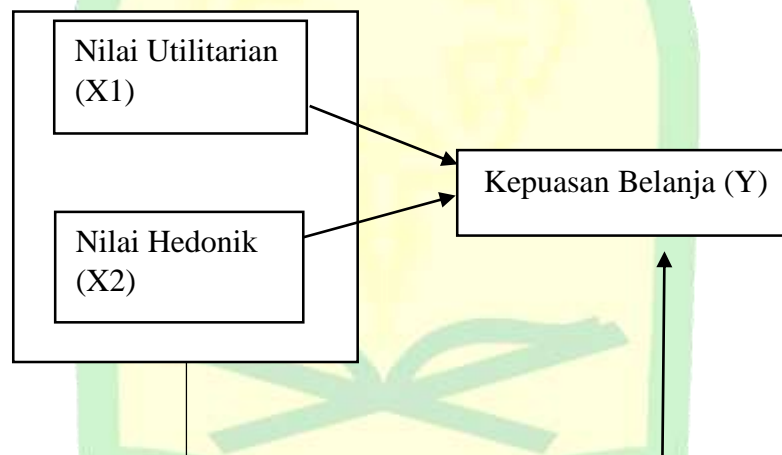 Nilai Utilitarian
(X1)
Kepuasan Belanja (Y)
Nilai Hedonik
(X2)